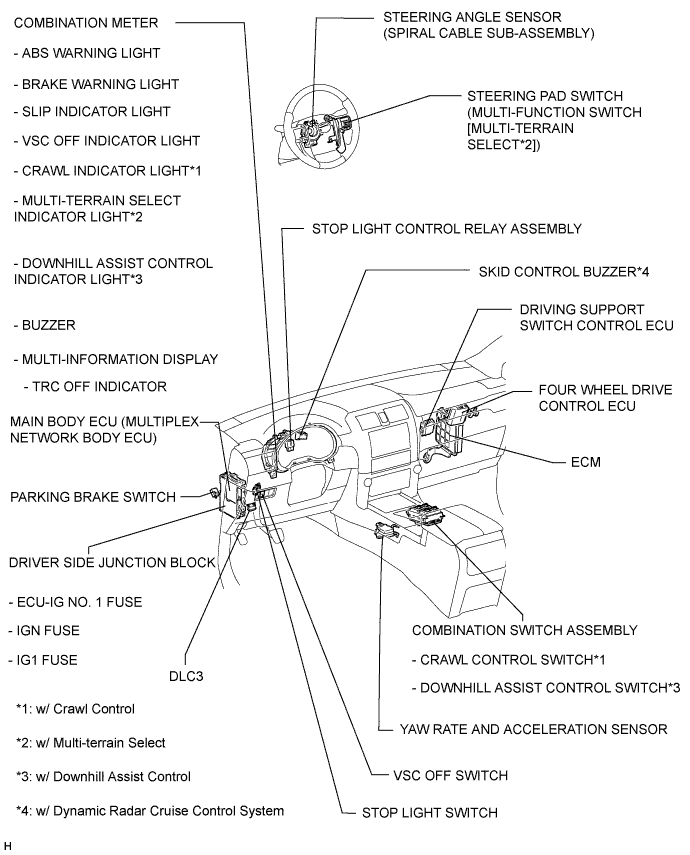 COMBINATION METER
- ABS WARNING LIGHT
- BRAKE WARNING LIGHT
- SLIP INDICATOR LIGHT
- VSC OFF INDICATOR LIGHT
- CRAWL INDICATOR LIGHT*1
- MULTI-TERRAIN SELECT
INDICATOR LIGHT*2
- DOWNHILL ASSIST CONTROL
INDICATOR LIGHT*3
- BUZZER
- MULTI-INFORMATION DISPLAY
- TRC OFF INDICATOR
MAIN BODY ECU (MULTIPLEX
NETWORK BODY ECU)
PARKING BRAKE SWITCH
DRIVER SIDE JUNCTION BLOCK
- ECU-IG NO. 1 FUSE
- IGN FUSE
- IG1 FUSE
DLC3
STEERING ANGLE SENSOR
(SPIRAL CABLE SUB-ASSEMBLY)
STEERING PAD SWITCH
(MULTI-FUNCTION SWITCH
[MULTI-TERRAIN
SELECT*2])
STOP LIGHT CONTROL RELAY ASSEMBLY
SKID CONTROL BUZZER*4
DRIVING SUPPORT
SWITCH CONTROL ECU
FOUR WHEEL DRIVE
CONTROL ECU
ECM
COMBINATION SWITCH ASSEMBLY
- CRAWL CONTROL SWITCH*1
- DOWNHILL ASSIST CONTROL SWITCH*3
YAW RATE AND ACCELERATION SENSOR
VSC OFF SWITCH
STOP LIGHT SWITCH
*1: w/ Crawl Control
*2: w/ Multi-terrain Select
*3: w/ Downhill Assist Control
*4: w/ Dynamic Radar Cruise Control System
H